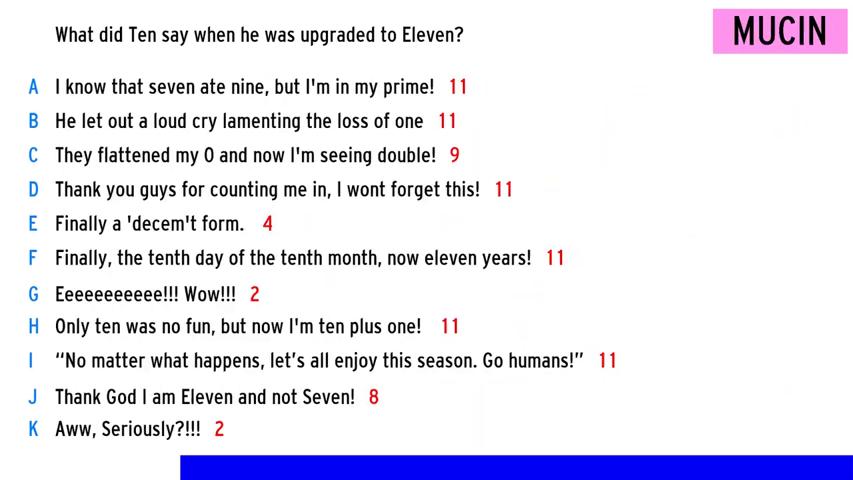 What did Ten say when he was upgraded to Eleven?
MUCIN
A I know that seven ate nine, but I'm in my prime! 11
B He let out a loud cry lamenting the loss of one 11
C They flattened my 0 and now I'm seeing double! 9
D Thank you guys for counting me in, I wont forget this! 11
E Finally a 'decem't form. 4
F Finally, the tenth day of the tenth month, now eleven years! 11
G Eeeeeeeeeee!!! Wow!!! 2
H Only ten was no fun, but now I'm ten plus one! 11
I “No matter what happens, let’s all enjoy this season. Go humans!” 11
J Thank God I am Eleven and not Seven! 8
K Aww, Seriously?!!! 2